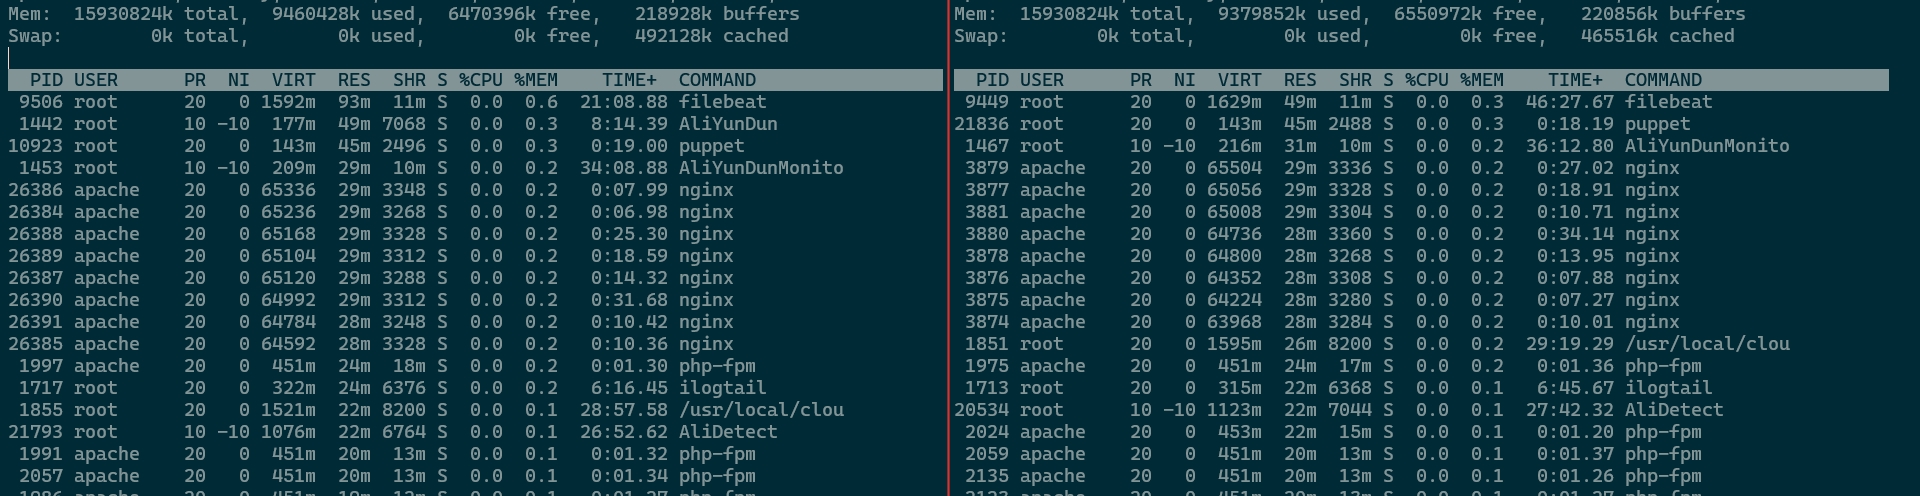 Mem:  15930824k total,  9460428k used,  6470396k free,   218928k buffers
Swap:        0k total,        0k used,        0k free,   492128k cached
  PID USER      PR  NI  VIRT  RES  SHR S %CPU %MEM    TIME+  COMMAND
 9506 root      20   0 1592m  93m  11m S  0.0  0.6  21:08.88 filebeat
 1442 root      10 -10  177m  49m 7068 S  0.0  0.3   8:14.39 AliYunDun
10923 root      20   0  143m  45m 2496 S  0.0  0.3   0:19.00 puppet
 1453 root      10 -10  209m  29m  10m S  0.0  0.2  34:08.88 AliYunDunMonito
26386 apache    20   0 65336  29m 3348 S  0.0  0.2   0:07.99 nginx
26384 apache    20   0 65236  29m 3268 S  0.0  0.2   0:06.98 nginx
26388 apache    20   0 65168  29m 3328 S  0.0  0.2   0:25.30 nginx
26389 apache    20   0 65104  29m 3312 S  0.0  0.2   0:18.59 nginx
26387 apache    20   0 65120  29m 3288 S  0.0  0.2   0:14.32 nginx
26390 apache    20   0 64992  29m 3312 S  0.0  0.2   0:31.68 nginx
26391 apache    20   0 64784  28m 3248 S  0.0  0.2   0:10.42 nginx
26385 apache    20   0 64592  28m 3328 S  0.0  0.2   0:10.36 nginx
 1997 apache    20   0  451m  24m  18m S  0.0  0.2   0:01.30 php-fpm
 1717 root      20   0  322m  24m 6376 S  0.0  0.2   6:16.45 ilogtail
 1855 root      20   0 1521m  22m 8200 S  0.0  0.1  28:57.58 /usr/local/clou
21793 root      10 -10 1076m  22m 6764 S  0.0  0.1  26:52.62 AliDetect
 1991 apache    20   0  451m  20m  13m S  0.0  0.1   0:01.32 php-fpm
 2057 apache    20   0  451m  20m  13m S  0.0  0.1   0:01.34 php-fpm
Mem:  15930824k total,  9379852k used,  6550972k free,   220856k buffers
Swap:        0k total,        0k used,        0k free,   465516k cached
  PID USER      PR  NI  VIRT  RES  SHR S %CPU %MEM    TIME+  COMMAND
 9449 root      20   0 1629m  49m  11m S  0.0  0.3  46:27.67 filebeat
21836 root      20   0  143m  45m 2488 S  0.0  0.3   0:18.19 puppet
 1467 root      10 -10  216m  31m  10m S  0.0  0.2  36:12.80 AliYunDunMonito
 3879 apache    20   0 65504  29m 3336 S  0.0  0.2   0:27.02 nginx
 3877 apache    20   0 65056  29m 3328 S  0.0  0.2   0:18.91 nginx
 3881 apache    20   0 65008  29m 3304 S  0.0  0.2   0:10.71 nginx
 3880 apache    20   0 64736  28m 3360 S  0.0  0.2   0:34.14 nginx
 3878 apache    20   0 64800  28m 3268 S  0.0  0.2   0:13.95 nginx
 3876 apache    20   0 64352  28m 3308 S  0.0  0.2   0:07.88 nginx
 3875 apache    20   0 64224  28m 3280 S  0.0  0.2   0:07.27 nginx
 3874 apache    20   0 63968  28m 3284 S  0.0  0.2   0:10.01 nginx
 1851 root      20   0 1595m  26m 8200 S  0.0  0.2  29:19.29 /usr/local/clou
 1975 apache    20   0  451m  24m  17m S  0.0  0.2   0:01.36 php-fpm
 1713 root      20   0  315m  22m 6368 S  0.0  0.1   6:45.67 ilogtail
20534 root      10 -10 1123m  22m 7044 S  0.0  0.1  27:42.32 AliDetect
 2024 apache    20   0  453m  22m  15m S  0.0  0.1   0:01.20 php-fpm
 2059 apache    20   0  451m  20m  13m S  0.0  0.1   0:01.37 php-fpm
 2135 apache    20   0  451m  20m  13m S  0.0  0.1   0:01.26 php-fpm